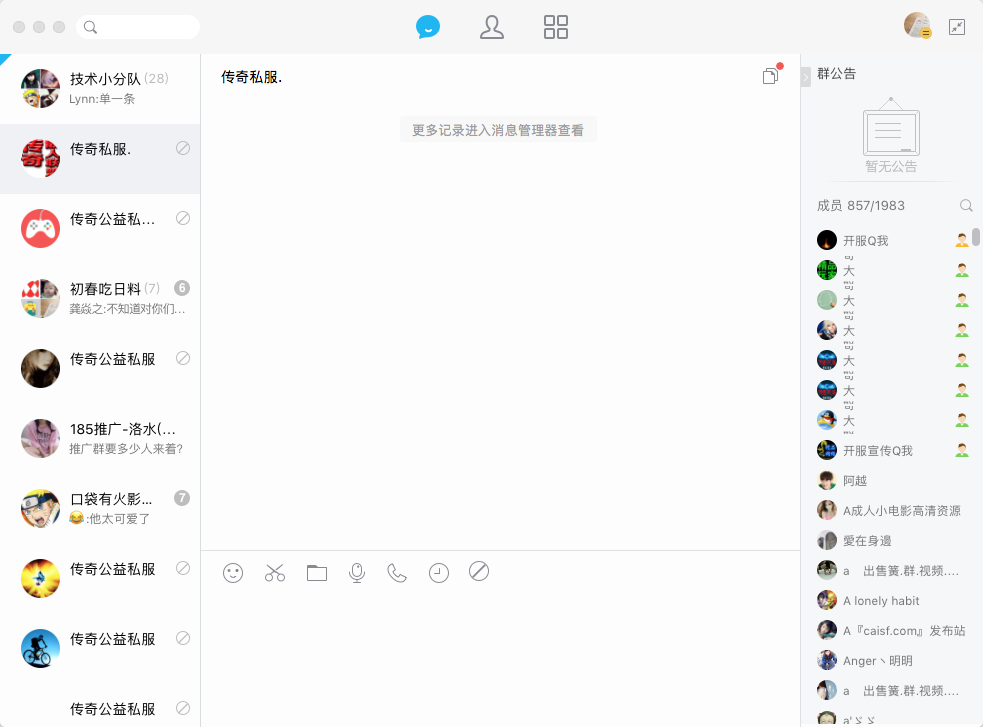 技术小分队 (28)
Lynn:单一条
传奇私服.
传奇公益私...
初春吃日料 (7)
6
龚焱之:不知道对你们...
传奇公益私服
185推广-洛水(...
推广群要多少人来着?
口袋有火影...
7
😂:他太可爱了
传奇公益私服
传奇公益私服
传奇公益私服
传奇私服.
更多记录进入消息管理器查看
群公告
暂无公告
成员 857/1983
开服Q我
大
大
大
大
大
大
开服宣传Q我
阿越
A成人小电影高清资源
愛在身邊
a 出售簧.群.视频....
A lonely habit
A『caisf.com』发布站
Anger丶明明
a 出售簧.群.视频....